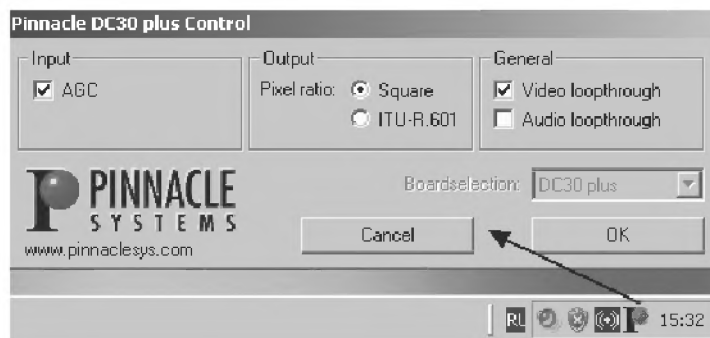 Pinnacle DC30 plus Control
Input
AGC
Output
Pixel ratio: Square
ITU-R.601
General
Video loopthrough
Audio loopthrough
PINNACLE
SYSTEMS
www.pinnaclesys.com
Boardselection: DC30 plus
Cancel
OK
RL
15:32